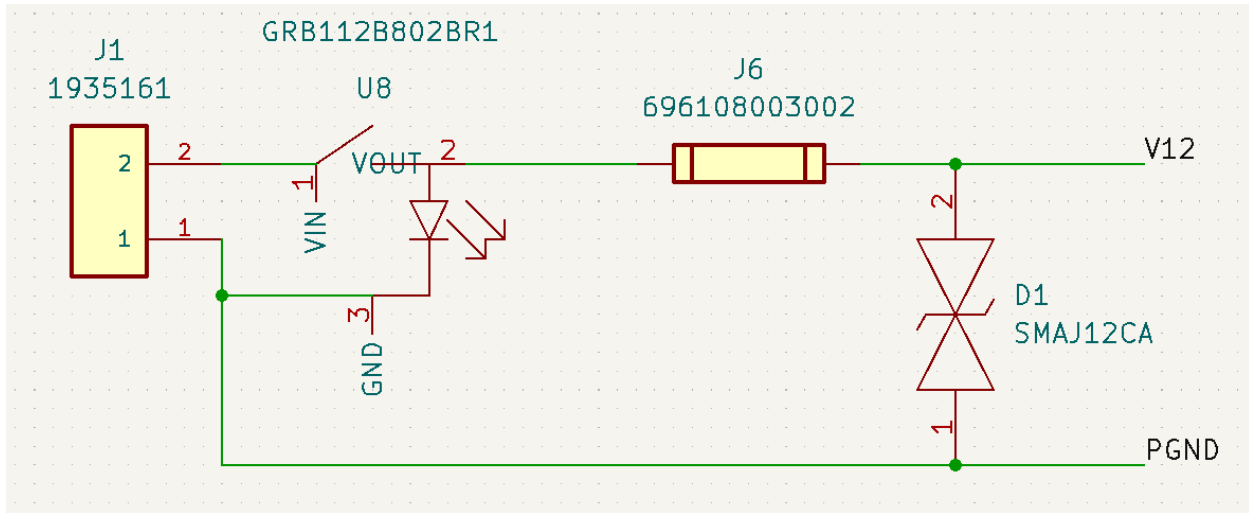 GRB112B802BR1
J1
1935161
U8
J6
696108003002
2
2
VOUT
2
V12
1
VIN
2
1
1
D1
SMAJ12CA
3
GND
1
PGND